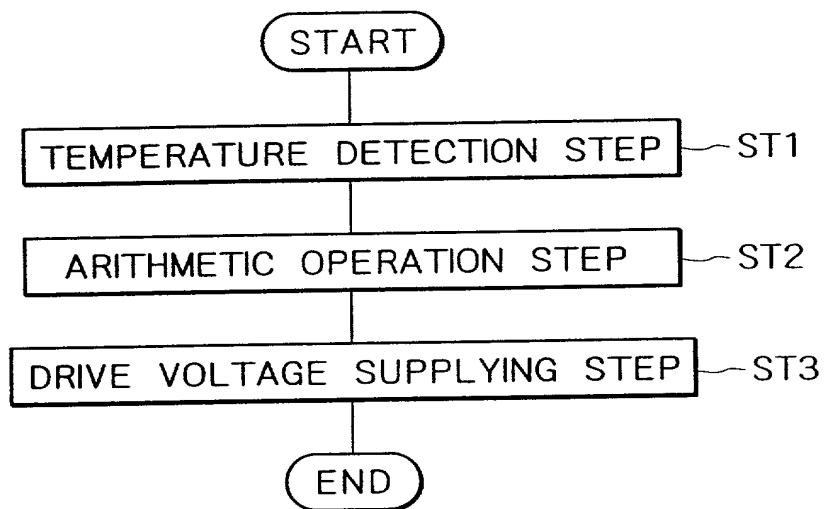 START
TEMPERATURE DETECTION STEP ST1
ARITHMETIC OPERATION STEP ST2
DRIVE VOLTAGE SUPPLYING STEP ST3
END